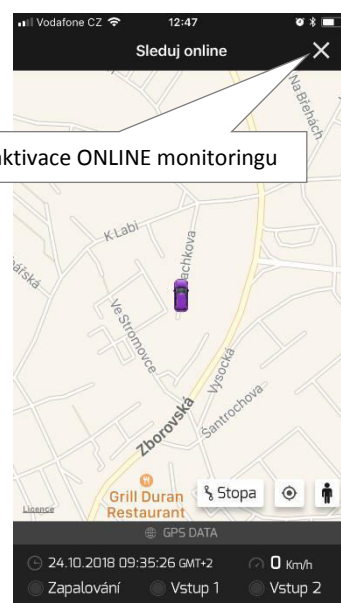 Vodafone CZ 12:47
Sleduj online
Na Břehách
aktivace ONLINE monitoringu
K Labi
achkova
ářská
Ve Stromovce
Vysocká
Zborovská
Šantrochova
Grill Duran
Restaurant
Stopa
Licence
GPS DATA
24.10.2018 09:35:26 GMT+2 0 Km/h
Zapalování Vstup 1 Vstup 2